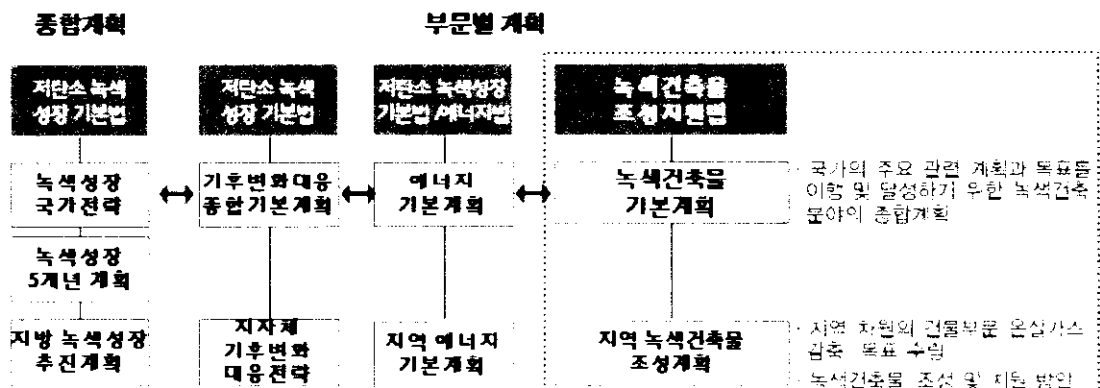 종합계획
부문별 계획
저탄소 녹색
성장 기본법
저탄소 녹색
성장 기본법
저탄소 녹색성장
기본법/에너지법
녹색건축물
조성지원법
녹색성장
국가전략
기후변화대응
종합기본계획
에너지
기본계획
녹색건축물
기본계획
· 국가의 주요 관련 계획과 목표를
이행 및 달성하기 위한 녹색건축
분야의 종합계획
녹색성장
5개년 계획
지방 녹색성장
추진계획
지자체
기후변화
대응전략
지역 에너지
기본계획
지역 녹색건축물
조성계획
· 지역 차원의 건물부문 온실가스
감축 목표 수립
· 녹색건축물 조성 및 지원 방안